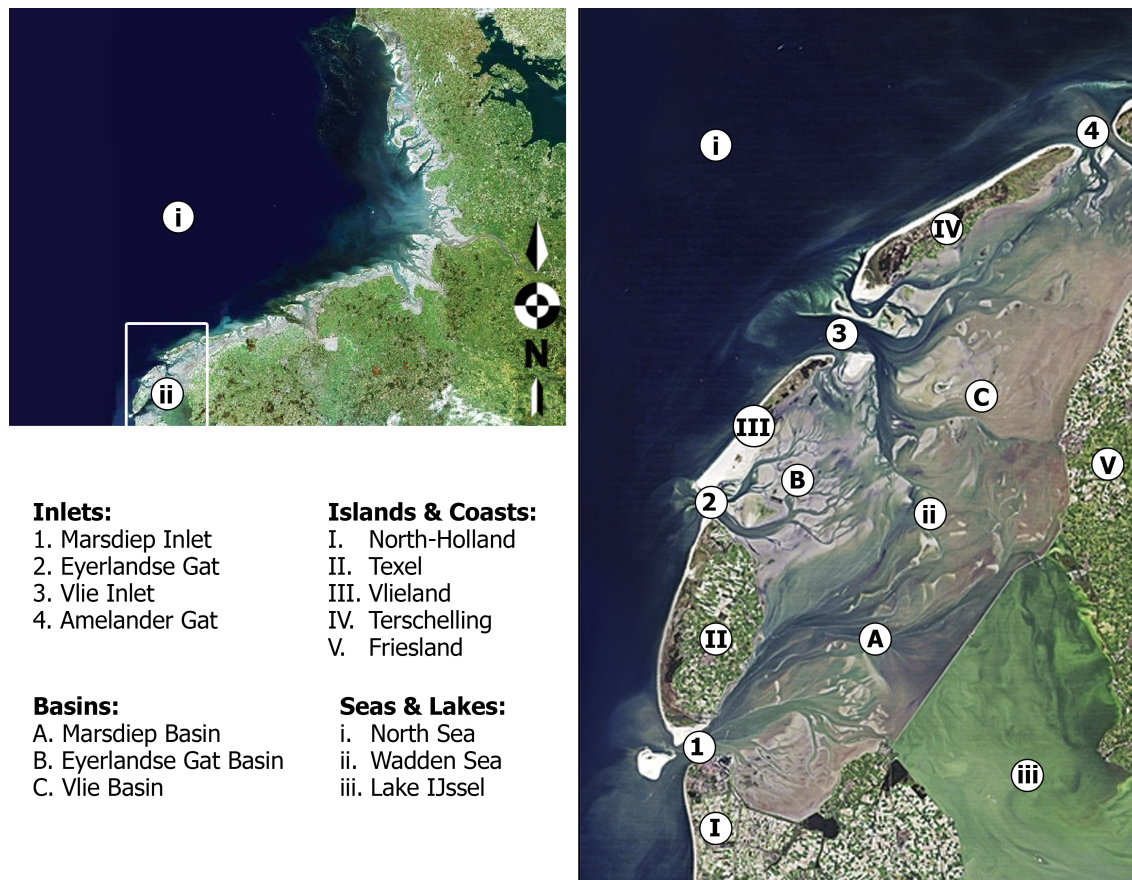 i
ii
N
i
4
IV
3
C
III
V
B
2
ii
II
A
1
iii
I
Inlets:
1. Marsdiep Inlet
2. Eyerlandse Gat
3. Vlie Inlet
4. Amelander Gat
Islands & Coasts:
I. North-Holland
II. Texel
III. Vlieland
IV. Terschelling
V. Friesland
Basins:
A. Marsdiep Basin
B. Eyerlandse Gat Basin
C. Vlie Basin
Seas & Lakes:
i. North Sea
ii. Wadden Sea
iii. Lake IJssel